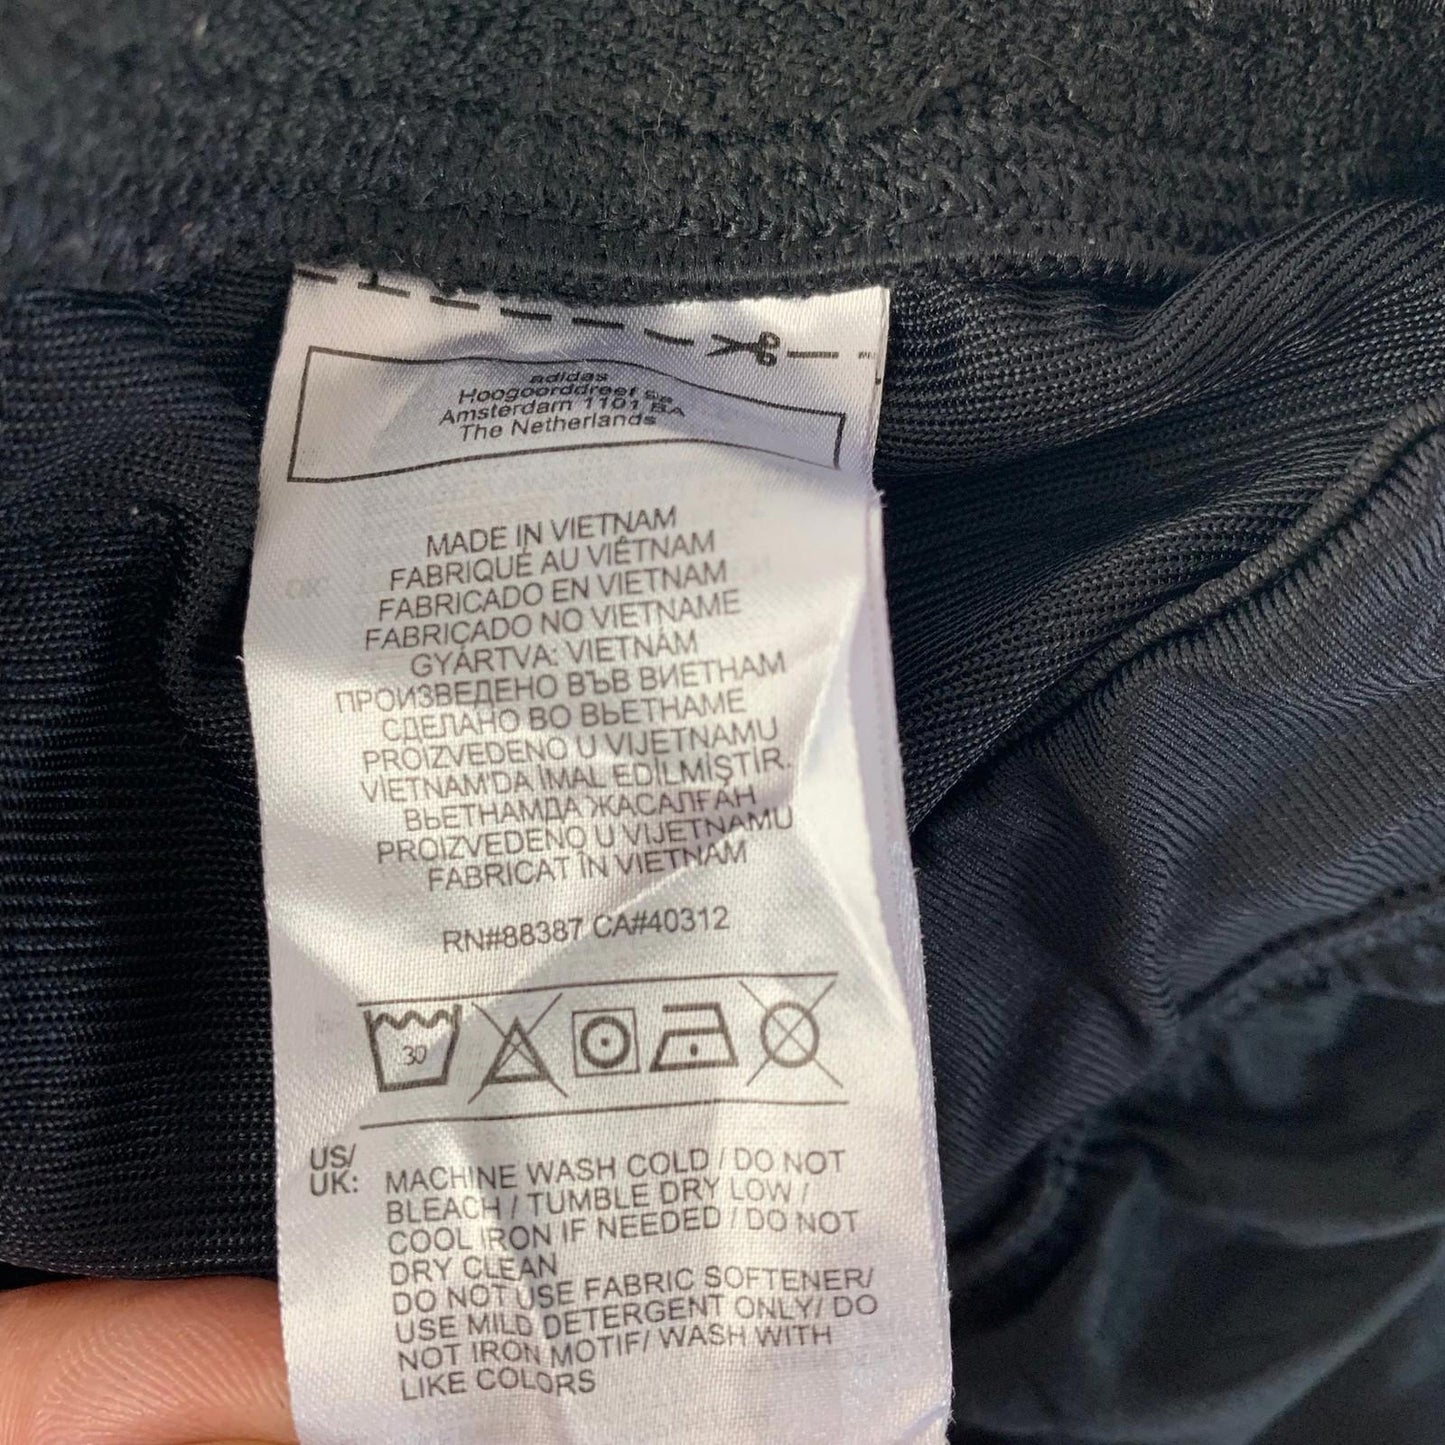 adidas
Hoogoorddreef 9a
Amsterdam 1101 BA
The Netherlands
MADE IN VIETNAM
FABRIQUÉ AU VIÊTNAM
FABRICADO EN VIETNAM
FABRICADO NO VIETNAME
GYÁRTVA: VIETNÁM
ПРОИЗВЕДЕНО ВЪВ ВИЕТНАМ
СДЕЛАНО ВО ВЬЕТНАМЕ
PROIZVEDENO U VIJETNAMU
VIETNAM'DA İMAL EDİLMİŞTİR.
ВЬЕТНАМДА ЖАСАЛҒАН
PROIZVEDENO U VIJETNAMU
FABRICAT ÎN VIETNAM
RN#88387 CA#40312
30
US/
UK: MACHINE WASH COLD / DO NOT
BLEACH / TUMBLE DRY LOW /
COOL IRON IF NEEDED / DO NOT
DRY CLEAN
DO NOT USE FABRIC SOFTENER/
USE MILD DETERGENT ONLY/ DO
NOT IRON MOTIF/ WASH WITH
LIKE COLORS